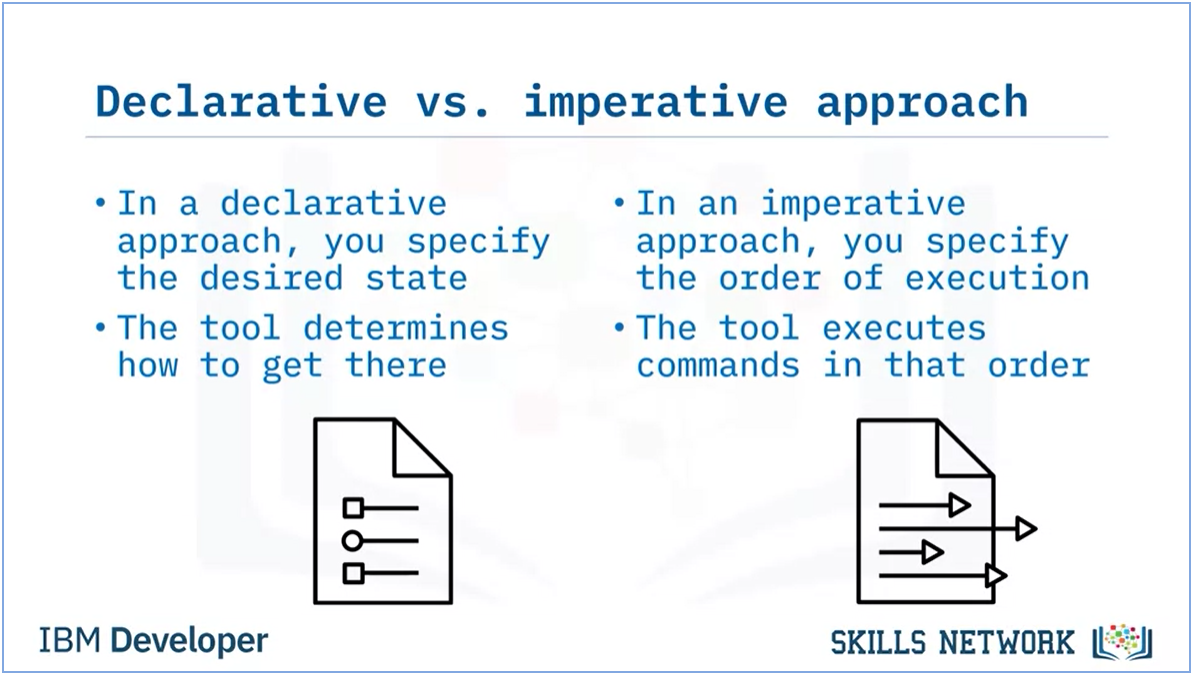 Declarative vs. imperative approach
• In a declarative
approach, you specify
the desired state
• The tool determines
how to get there
• In an imperative
approach, you specify
the order of execution
• The tool executes
commands in that order
IBM Developer
SKILLS NETWORK